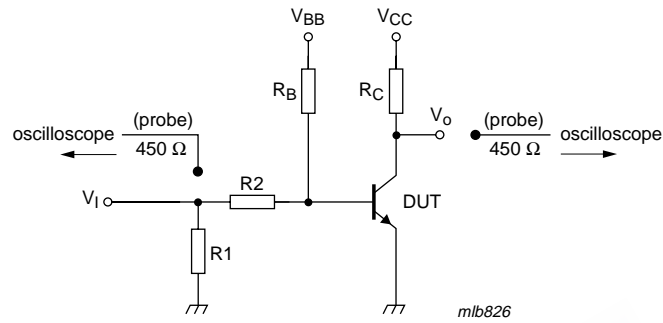 VBB
VCC
RB
RC
Vo
(probe)
oscilloscope
450 Ω
(probe)
oscilloscope
450 Ω
R2
VI
DUT
R1
mlb826